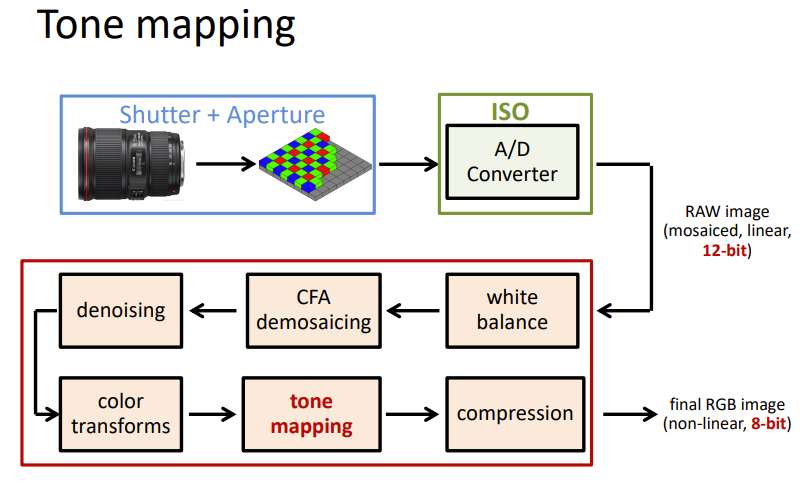 Tone mapping
Shutter + Aperture
ISO
A/D
Converter
RAW image
(mosaiced, linear,
12-bit)
denoising
CFA
demosaicing
white
balance
color
transforms
tone
mapping
compression
final RGB image
(non-linear, 8-bit)